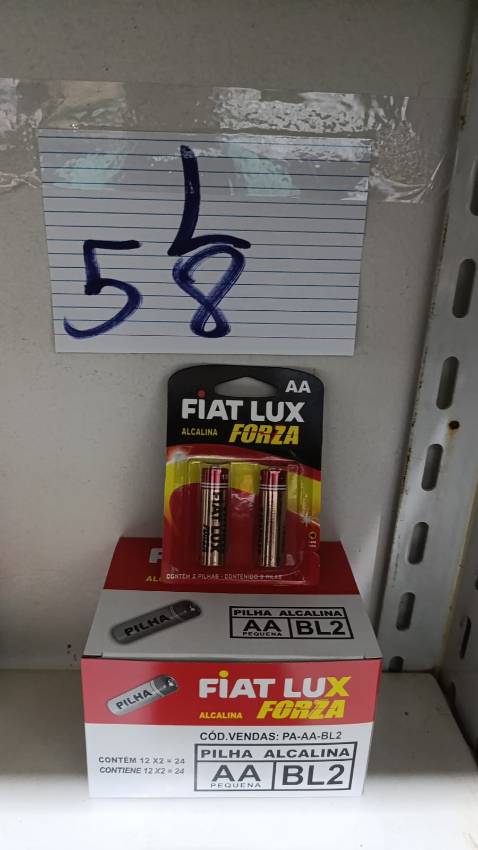 L
5 8
AA
FiAT LUX
ALCALINA FORZA
FIAT LUX
CONTÉM 2 PILHAS - CONTENIDO 2 PILAS
PILHA
PILHA ALCALINA
AA BL2
PEQUENA
PILHA
FiAT LUX
ALCALINA FORZA
CÓD.VENDAS: PA-AA-BL2
CONTÉM 12 X2 = 24
CONTIENE 12 X2 = 24
PILHA ALCALINA
AA BL2
PEQUENA